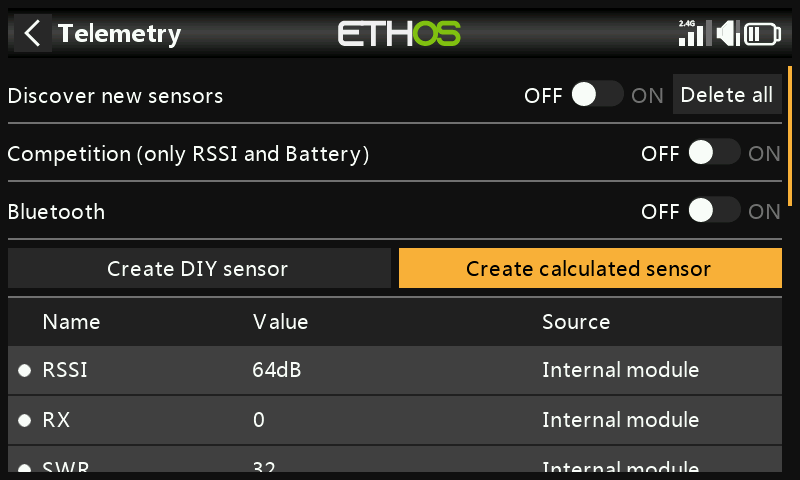 Telemetry ETHOS 2.4G
Discover new sensors OFF ON Delete all
Competition (only RSSI and Battery) OFF ON
Bluetooth OFF ON
Create DIY sensor Create calculated sensor
Name Value Source
RSSI 64dB Internal module
RX 0 Internal module
SWR 32 Internal module